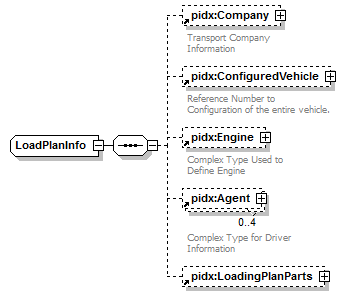 pidx:Company
Transport Company
Information
pidx:ConfiguredVehicle
Reference Number to
Configuration of the entire vehicle.
LoadPlanInfo
pidx:Engine
Complex Type Used to
Define Engine
pidx:Agent
0..4
Complex Type for Driver
Information
pidx:LoadingPlanParts